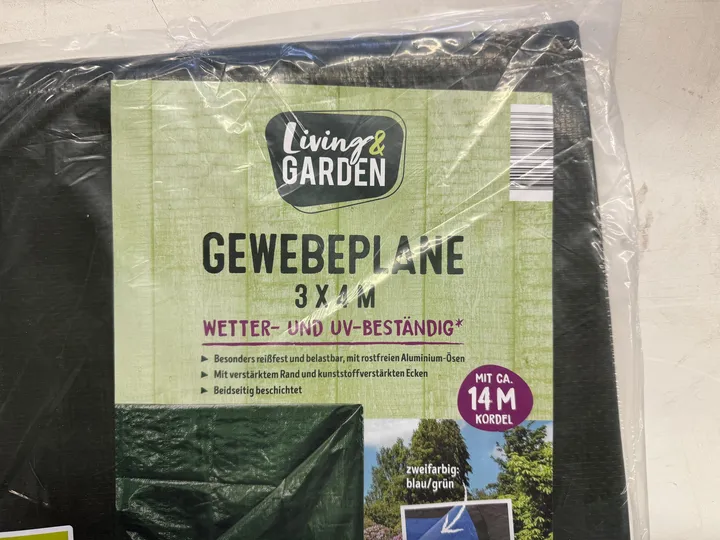 Living &
GARDEN
GEWEBEPLANE
3 X 4 M
WETTER- UND UV-BESTÄNDIG*
► Besonders reißfest und belastbar, mit rostfreien Aluminium-Ösen
► Mit verstärktem Rand und kunststoffverstärkten Ecken
► Beidseitig beschichtet
MIT CA.
14 M
KORDEL
zweifarbig:
blau/grün